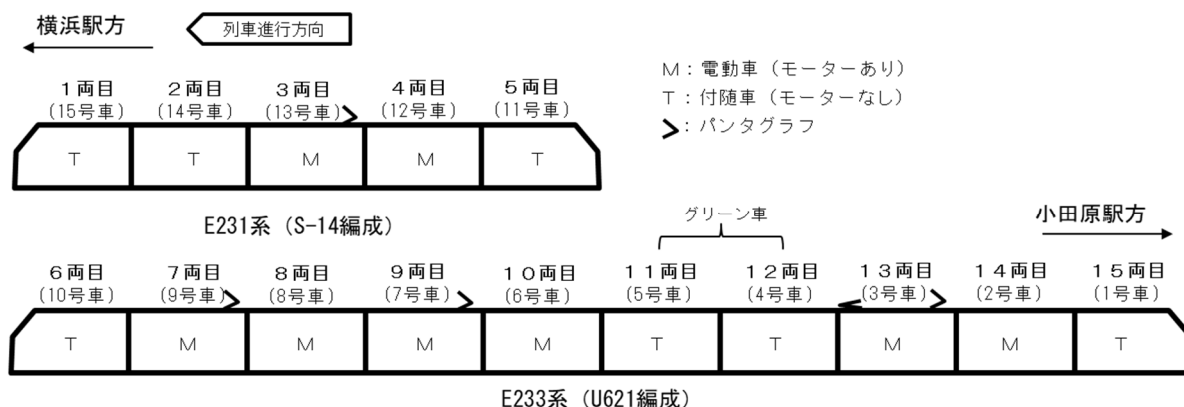 横浜駅方
列車進行方向
M：電動車（モーターあり）
T：付随車（モーターなし）
：パンタグラフ
1両目 2両目 3両目 4両目 5両目
(15号車) (14号車) (13号車) (12号車) (11号車)
T T M M T
E231系（S-14編成）
グリーン車
小田原駅方
6両目 7両目 8両目 9両目 10両目 11両目 12両目 13両目 14両目 15両目
(10号車) (9号車) (8号車) (7号車) (6号車) (5号車) (4号車) (3号車) (2号車) (1号車)
T M M M M T T M M T
E233系（U621編成）